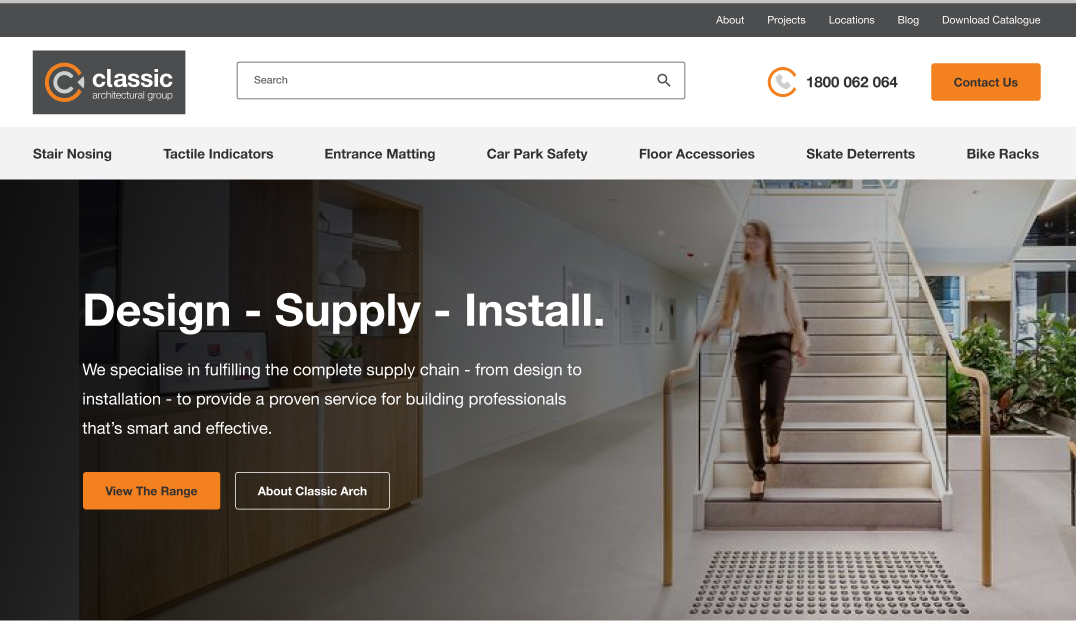 About Projects Locations Blog Download Catalogue
classic
architectural group
Search
1800 062 064
Contact Us
Stair Nosing Tactile Indicators Entrance Matting Car Park Safety Floor Accessories Skate Deterrents Bike Racks
Design - Supply - Install.
We specialise in fulfilling the complete supply chain - from design to
installation - to provide a proven service for building professionals
that’s smart and effective.
View The Range About Classic Arch